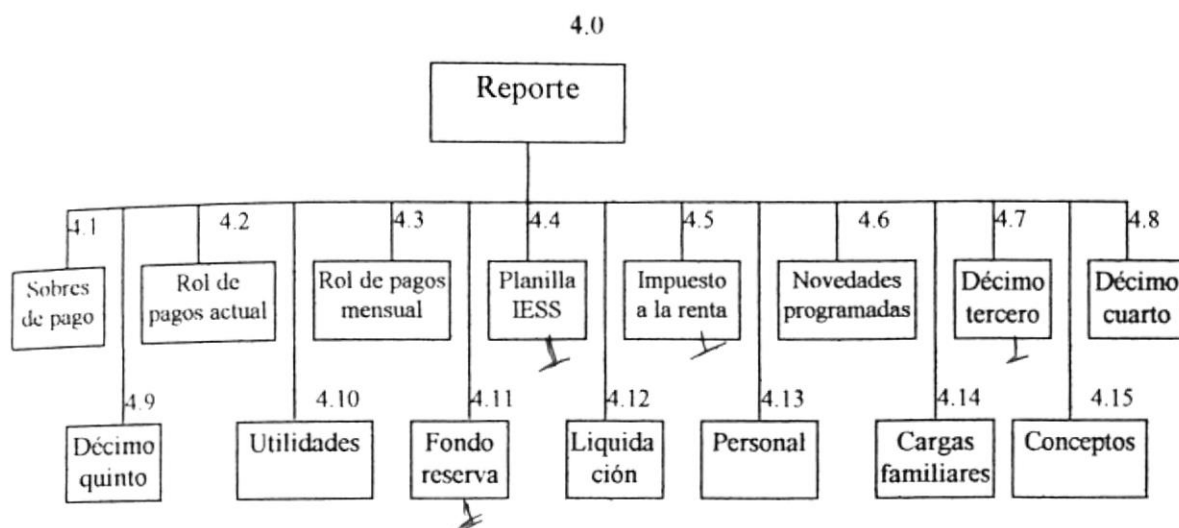 4.0
Reporte
4.1
4.2
4.3
4.4
4.5
4.6
4.7
4.8
Sobres
de pago
Rol de
pagos actual
Rol de pagos
mensual
Planilla
IESS
Impuesto
a la renta
Novedades
programadas
Décimo
tercero
Décimo
cuarto
4.9
4.10
4.11
4.12
4.13
4.14
4.15
Décimo
quinto
Utilidades
Fondo
reserva
Liquida
ción
Personal
Cargas
familiares
Conceptos